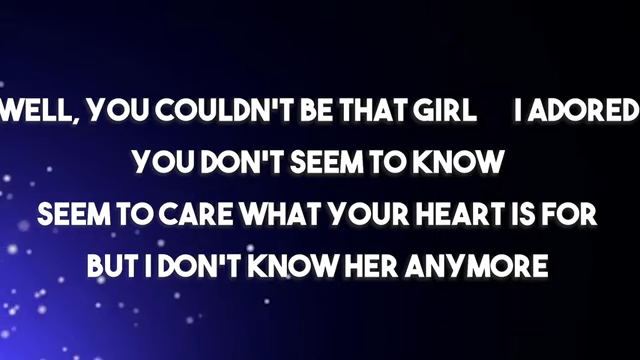 WELL, YOU COULDN'T BE THAT GIRL I ADORED
YOU DON'T SEEM TO KNOW
SEEM TO CARE WHAT YOUR HEART IS FOR
BUT I DON'T KNOW HER ANYMORE